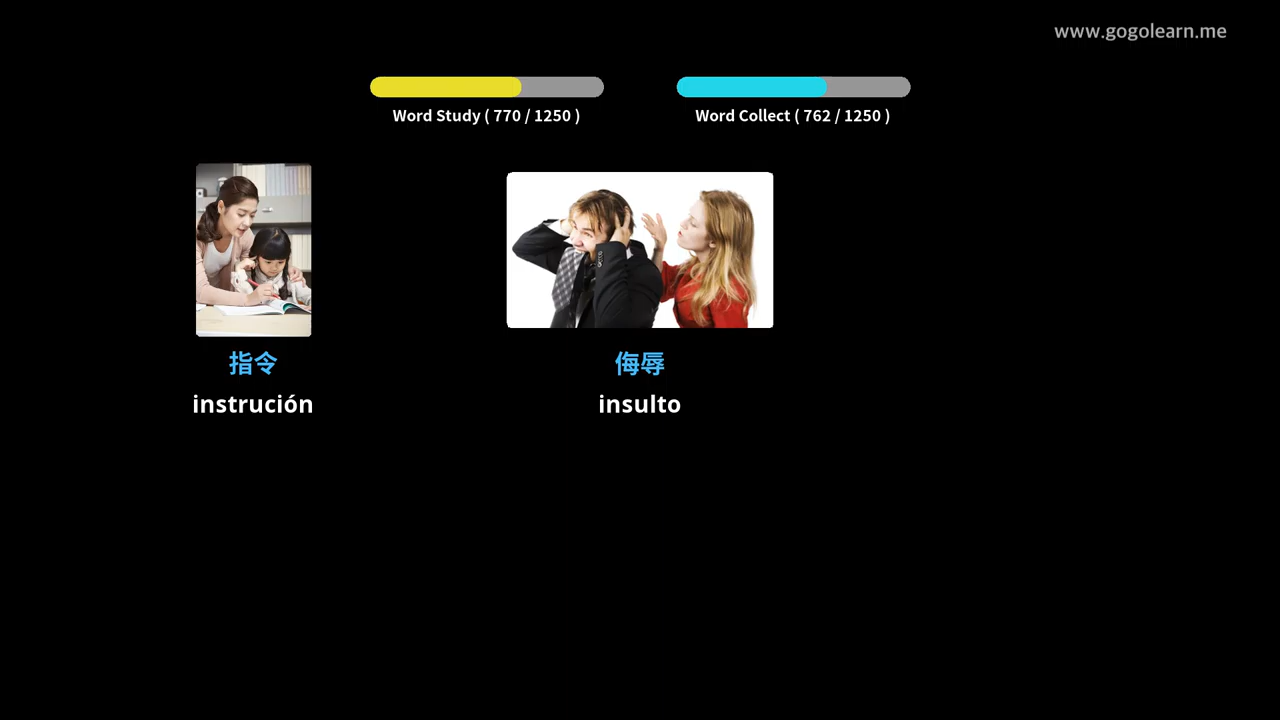 www.gogolearn.me
Word Study ( 770 / 1250 )
Word Collect ( 762 / 1250 )
指令
instrución
侮辱
insulto